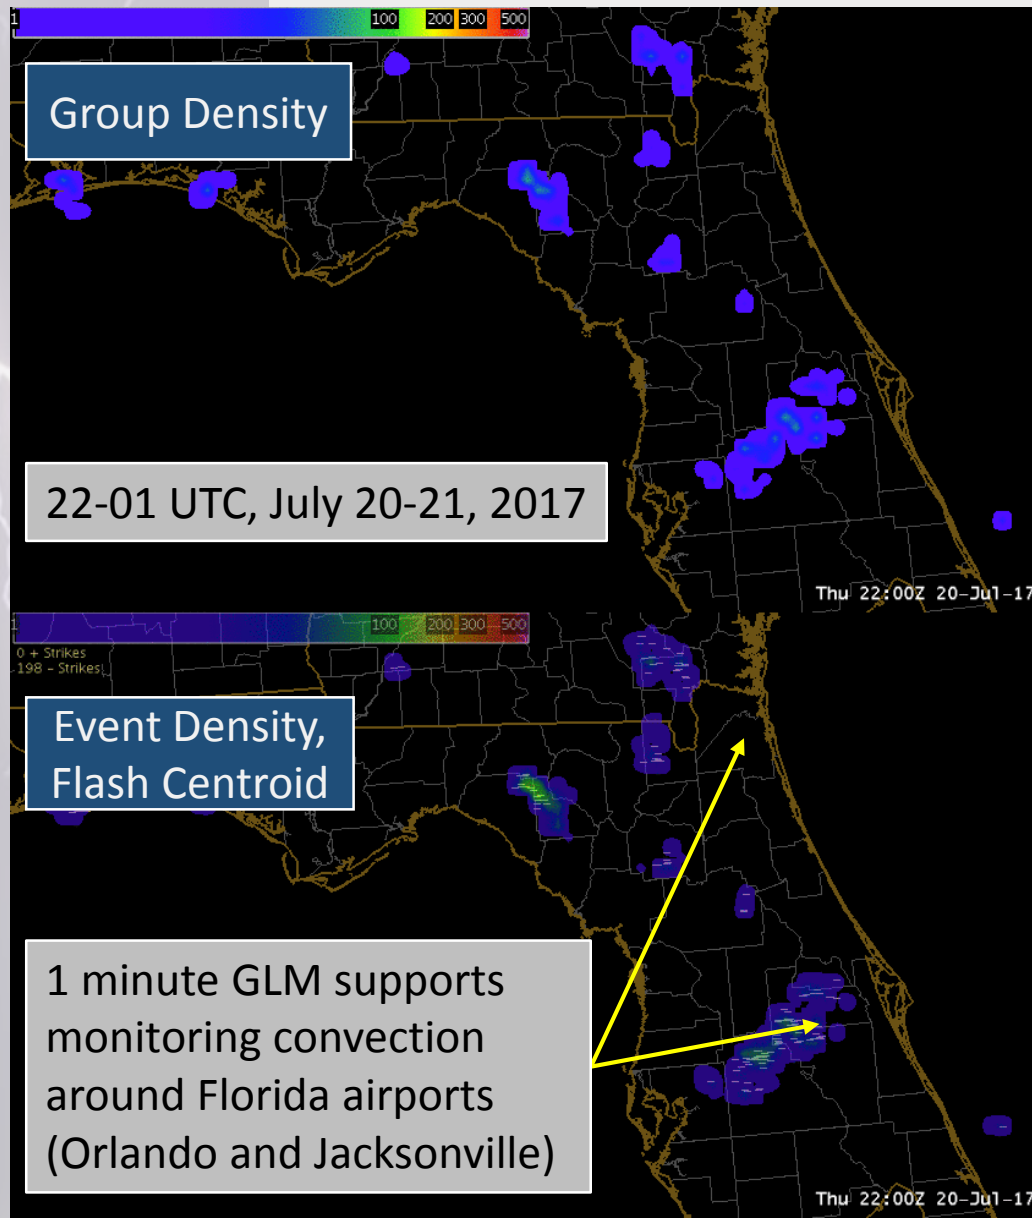 1 100 200 300 500
Group Density
22-01 UTC, July 20-21, 2017
Thu 22:00Z 20-Jul-17
1 100 200 300 500
0 + Strikes
198 - Strikes
Event Density,
Flash Centroid
1 minute GLM supports
monitoring convection
around Florida airports
(Orlando and Jacksonville)
Thu 22:00Z 20-Jul-17